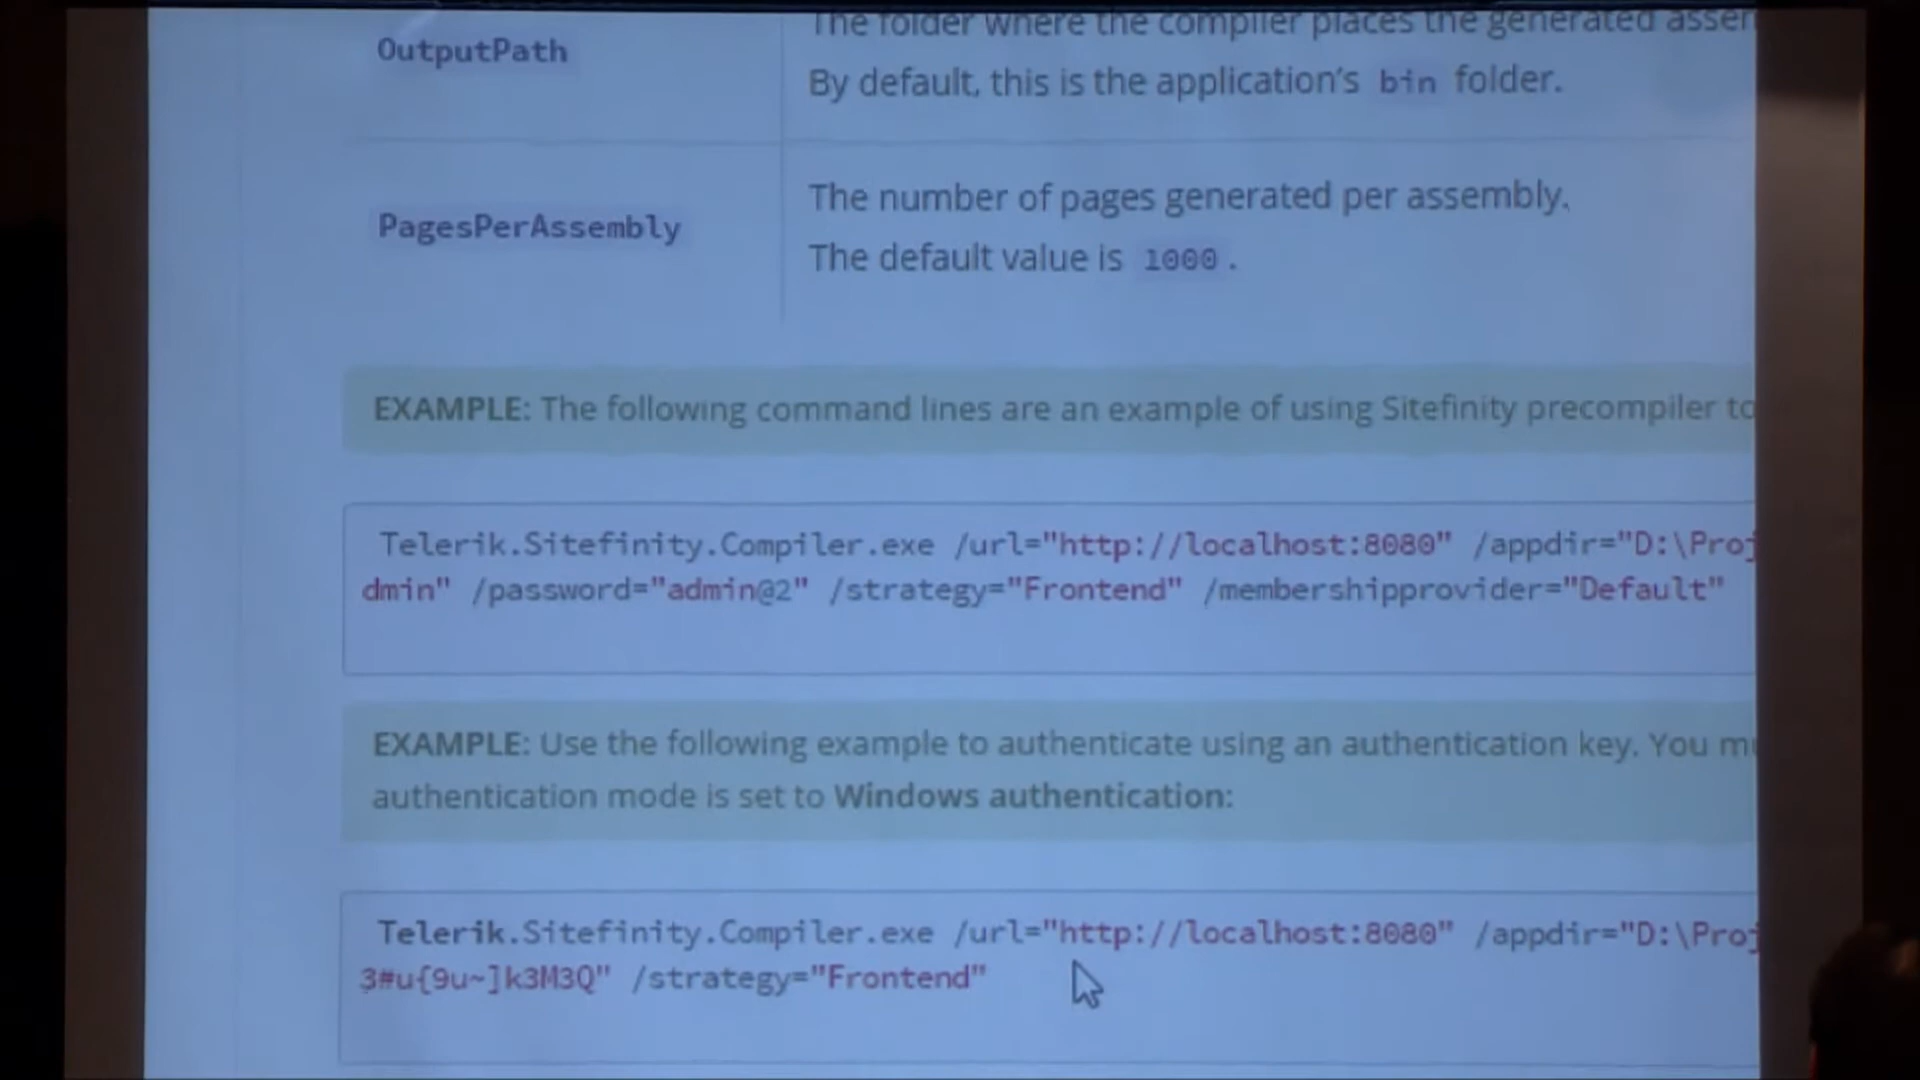 OutputPath
The folder where the compiler places the generated
By default, this is the application's bin folder.
PagesPerAssembly
The number of pages generated per assembly.
The default value is 1000.
EXAMPLE: The following command lines are an example of using Sitefinity precompiler to
Telerik.Sitefinity.Compiler.exe /url="http://localhost:8080" /appdir="D:\Proj
dmin" /password="admin@2" /strategy="Frontend" /membershipprovider="Default"
EXAMPLE: Use the following example to authenticate using an authentication key. You
authentication mode is set to Windows authentication:
Telerik.Sitefinity.Compiler.exe /url="http://localhost:8080" /appdir="D:\Proj
3#u{9u~]k3M3Q" /strategy="Frontend"